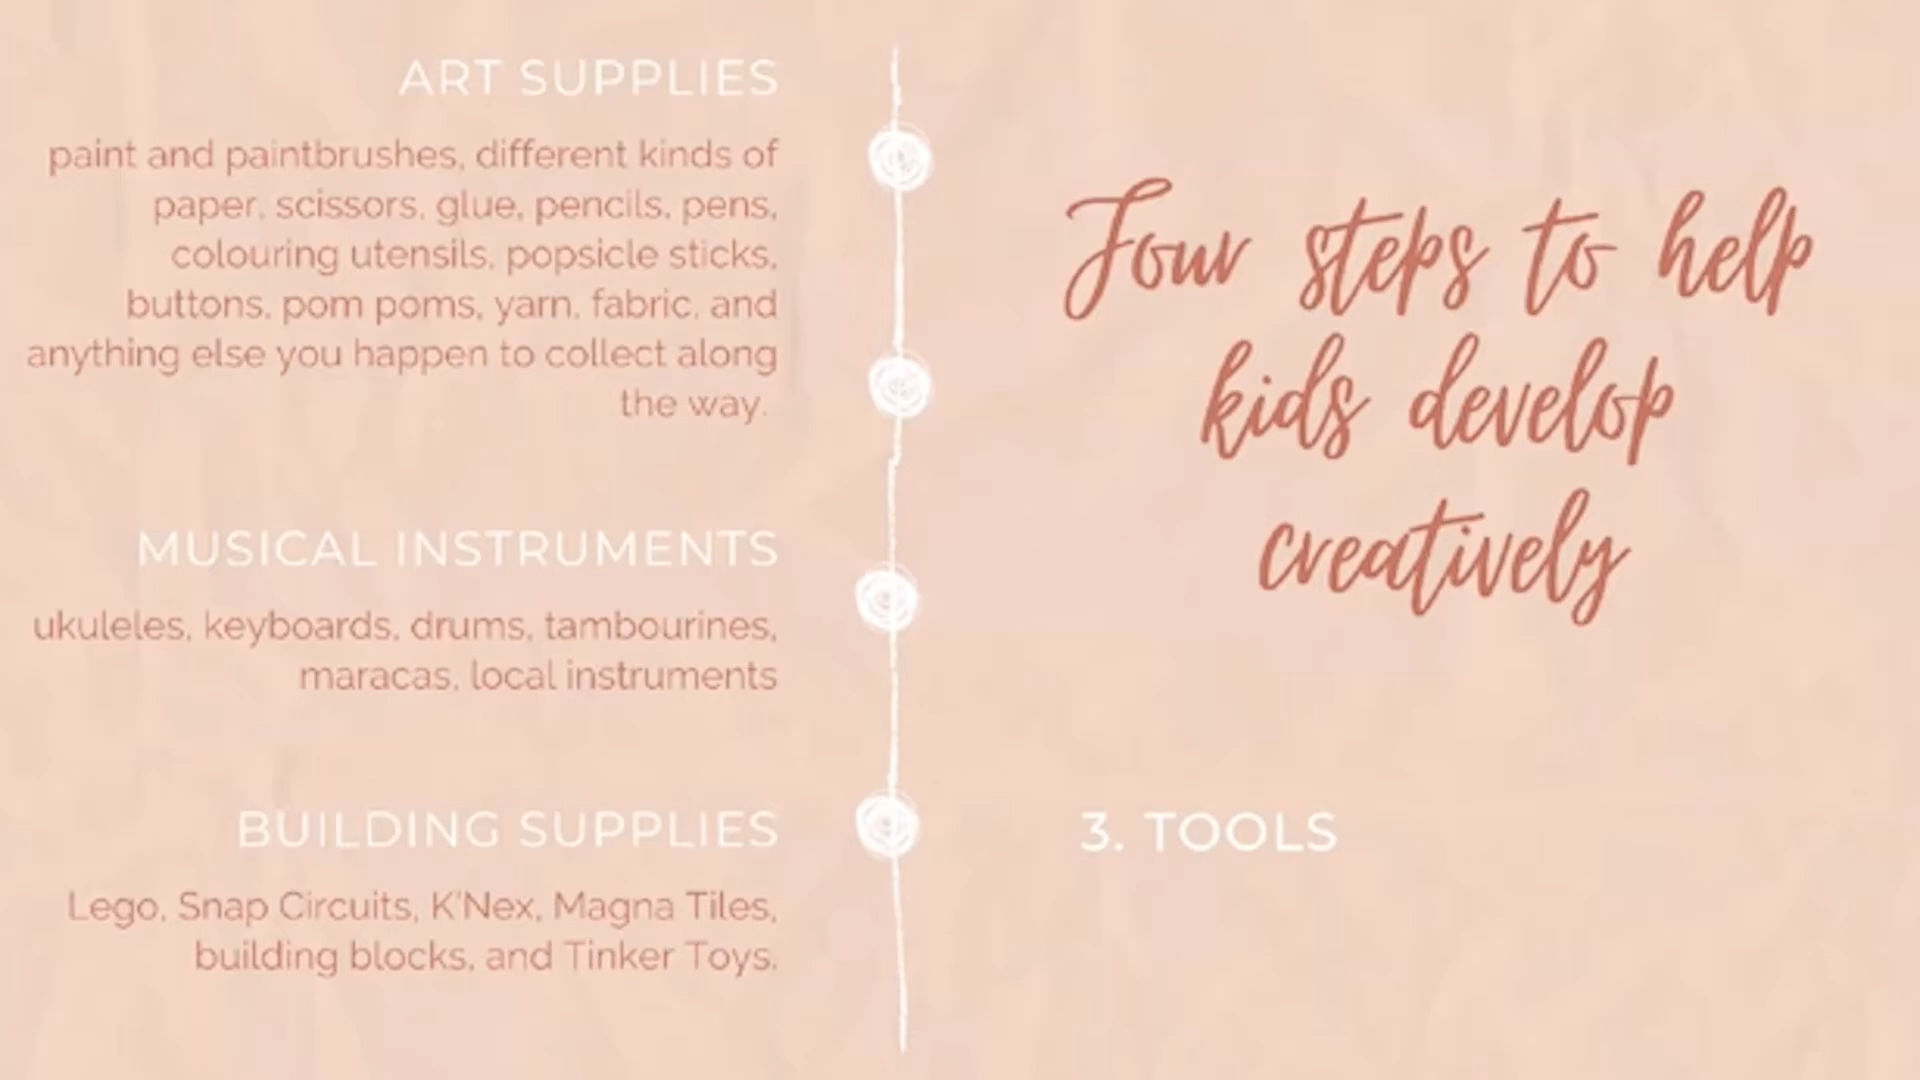 ART SUPPLIES
paint and paintbrushes, different kinds of
paper, scissors, glue, pencils, pens,
colouring utensils, popsicle sticks,
buttons, pom poms, yarn, fabric, and
anything else you happen to collect along
the way.
MUSICAL INSTRUMENTS
ukuleles, keyboards, drums, tambourines,
maracas, local instruments
BUILDING SUPPLIES
Lego, Snap Circuits, K'Nex, Magna Tiles,
building blocks, and Tinker Toys.
Four steps to help
kids develop
creatively
3. TOOLS